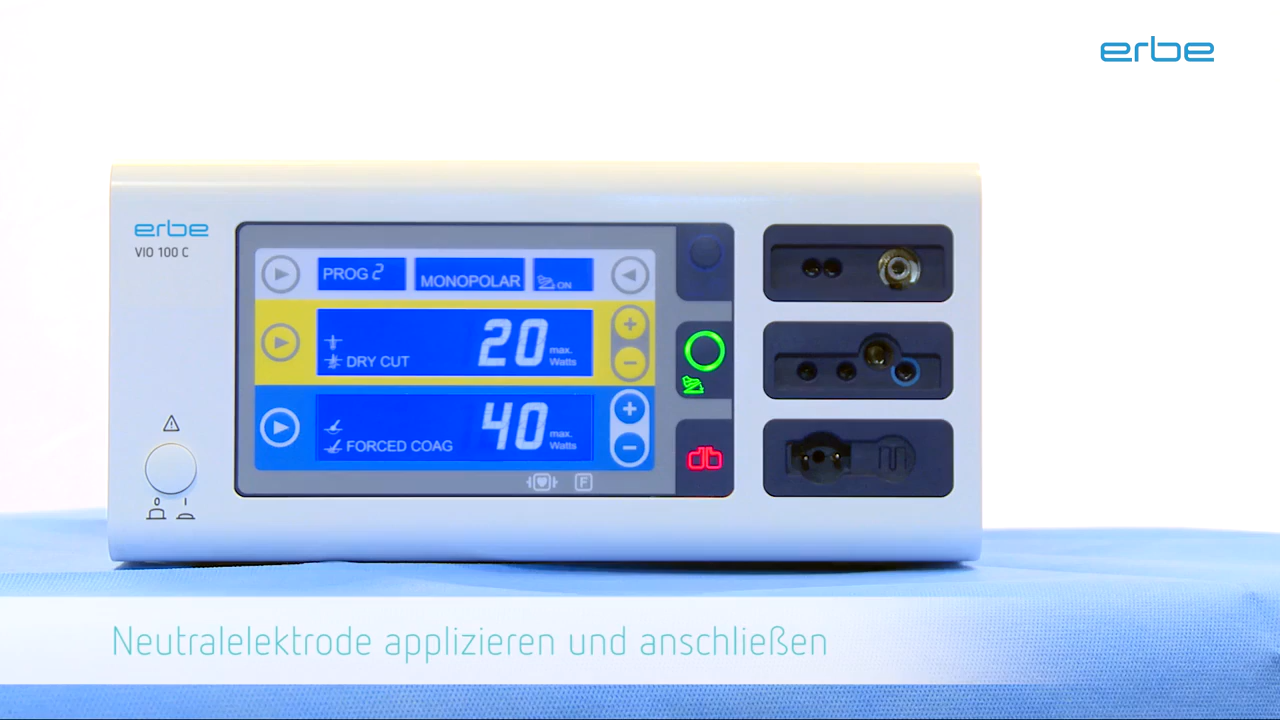 erbe
erbe
VIO 100 C
PROG 2
MONOPOLAR
ON
DRY CUT
20
max.
Watts
FORCED COAG
40
max.
Watts
F
0 I
Neutralelektrode applizieren und anschließen